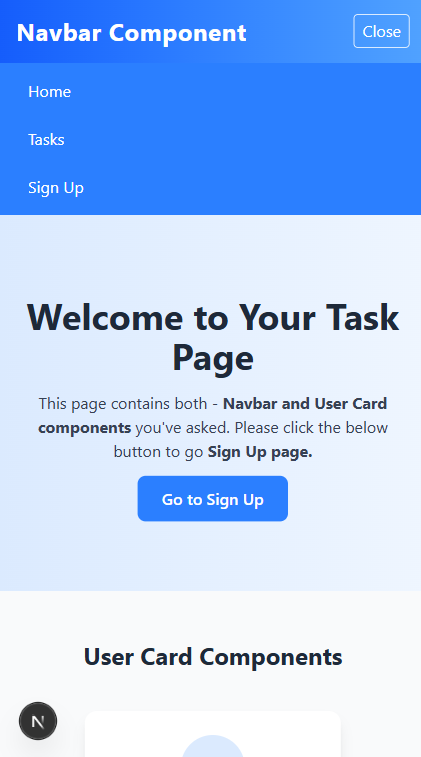 Navbar Component
Close
Home
Tasks
Sign Up
Welcome to Your Task
Page
This page contains both - Navbar and User Card
components you've asked. Please click the below
button to go Sign Up page.
Go to Sign Up
User Card Components
N